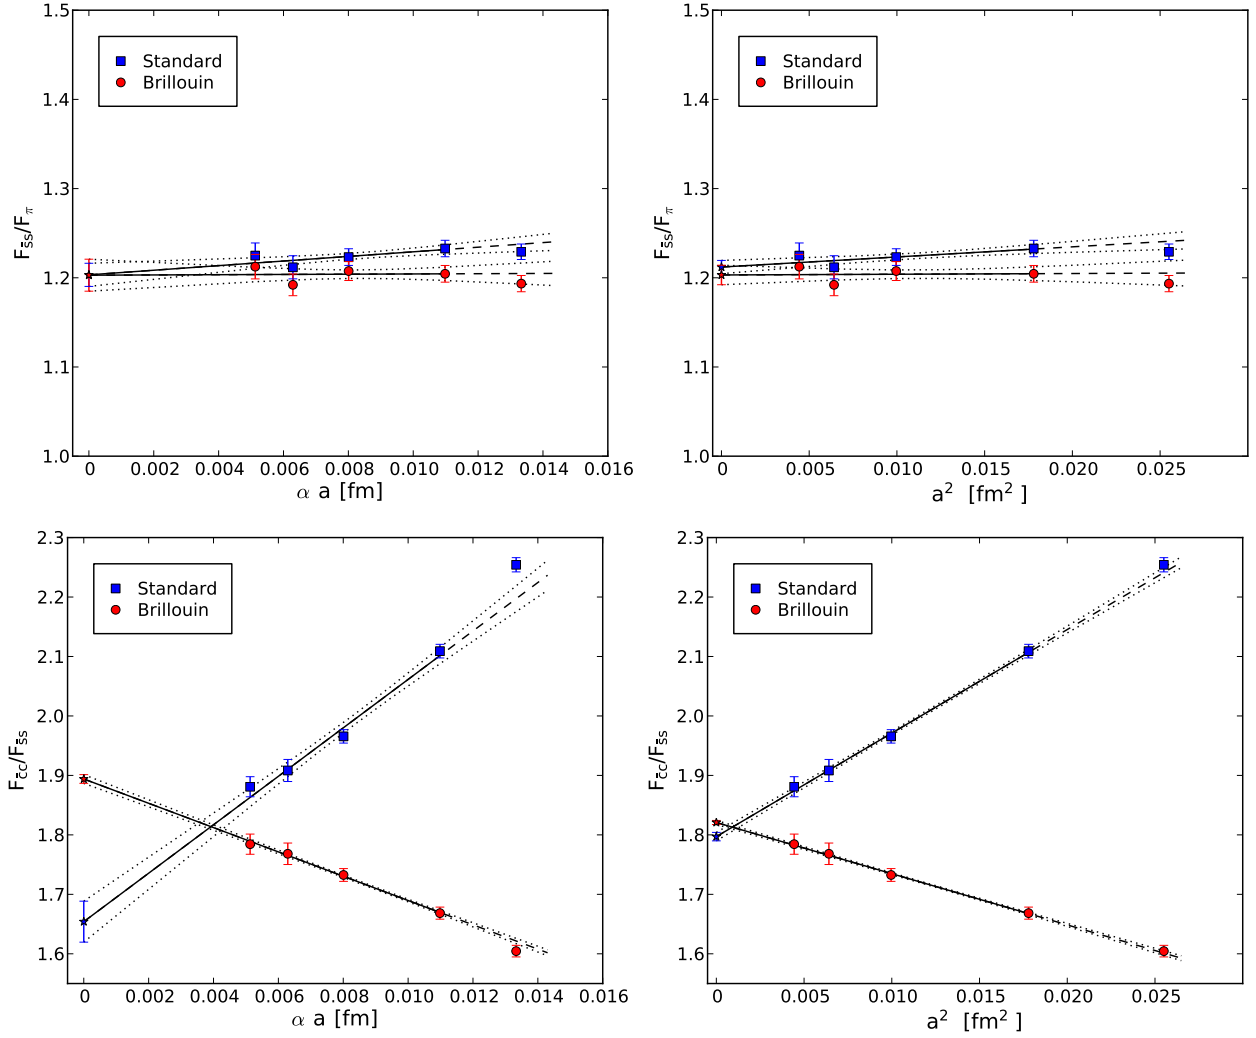 1.5
1.4
1.3
1.2
1.1
1.0
F_s̄s/F_π
Standard
Brillouin
0 0.002 0.004 0.006 0.008 0.010 0.012 0.014 0.016
α a [fm]
1.5
1.4
1.3
1.2
1.1
1.0
F_s̄s/F_π
Standard
Brillouin
0 0.005 0.010 0.015 0.020 0.025
a² [fm²]
2.3
2.2
2.1
2.0
1.9
1.8
1.7
1.6
F_c̄c/F_s̄s
Standard
Brillouin
0 0.002 0.004 0.006 0.008 0.010 0.012 0.014 0.016
α a [fm]
2.3
2.2
2.1
2.0
1.9
1.8
1.7
1.6
F_c̄c/F_s̄s
Standard
Brillouin
0 0.005 0.010 0.015 0.020 0.025
a² [fm²]